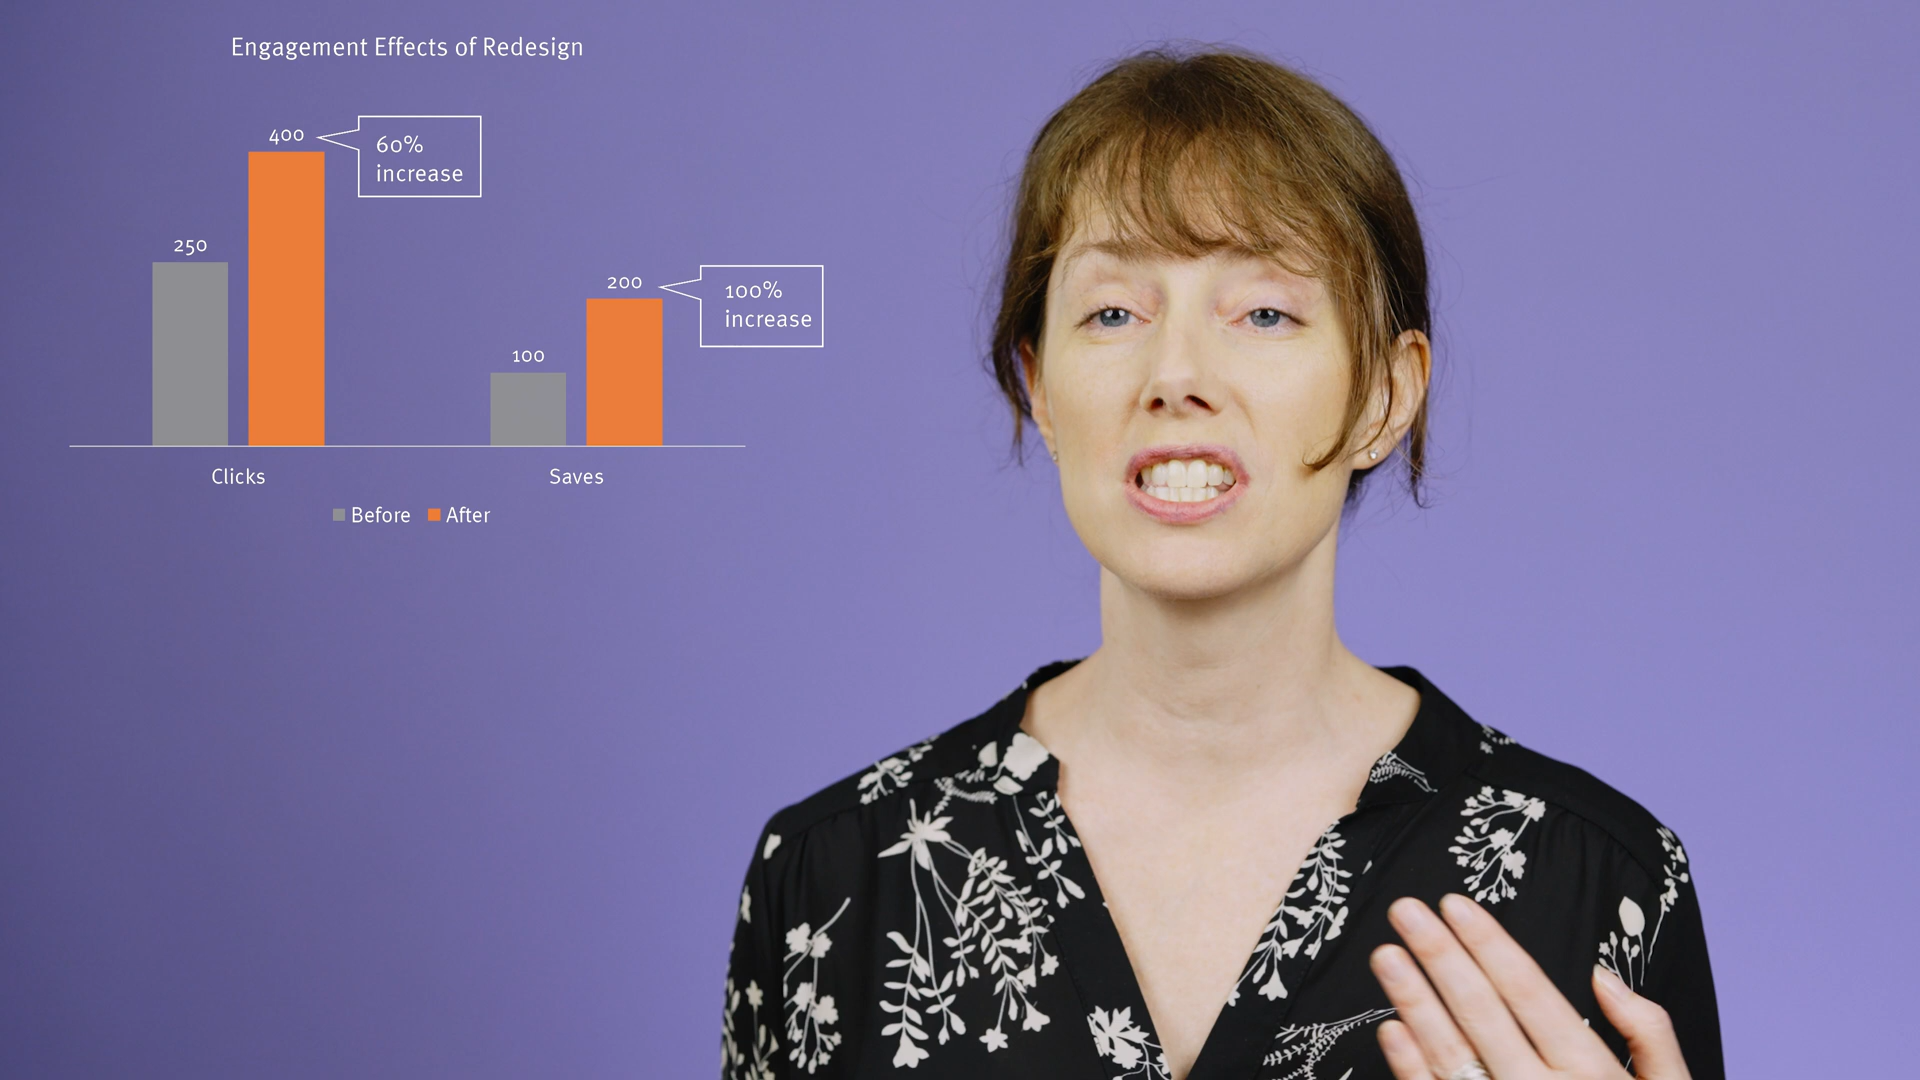 Engagement Effects of Redesign
400
60%
increase
250
200
100%
increase
100
Clicks
Saves
Before
After